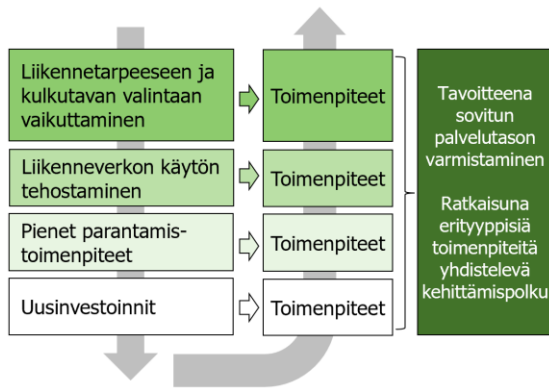 Liikennetarpeeseen ja
kulkutavan valintaan
vaikuttaminen
Toimenpiteet
Liikenneverkon käytön
tehostaminen
Toimenpiteet
Pienet parantamis-
toimenpiteet
Toimenpiteet
Uusinvestoinnit
Toimenpiteet
Tavoitteena
sovitun
palvelutason
varmistaminen
Ratkaisuna
erityyppisiä
toimenpiteitä
yhdistelevä
kehittämispolku